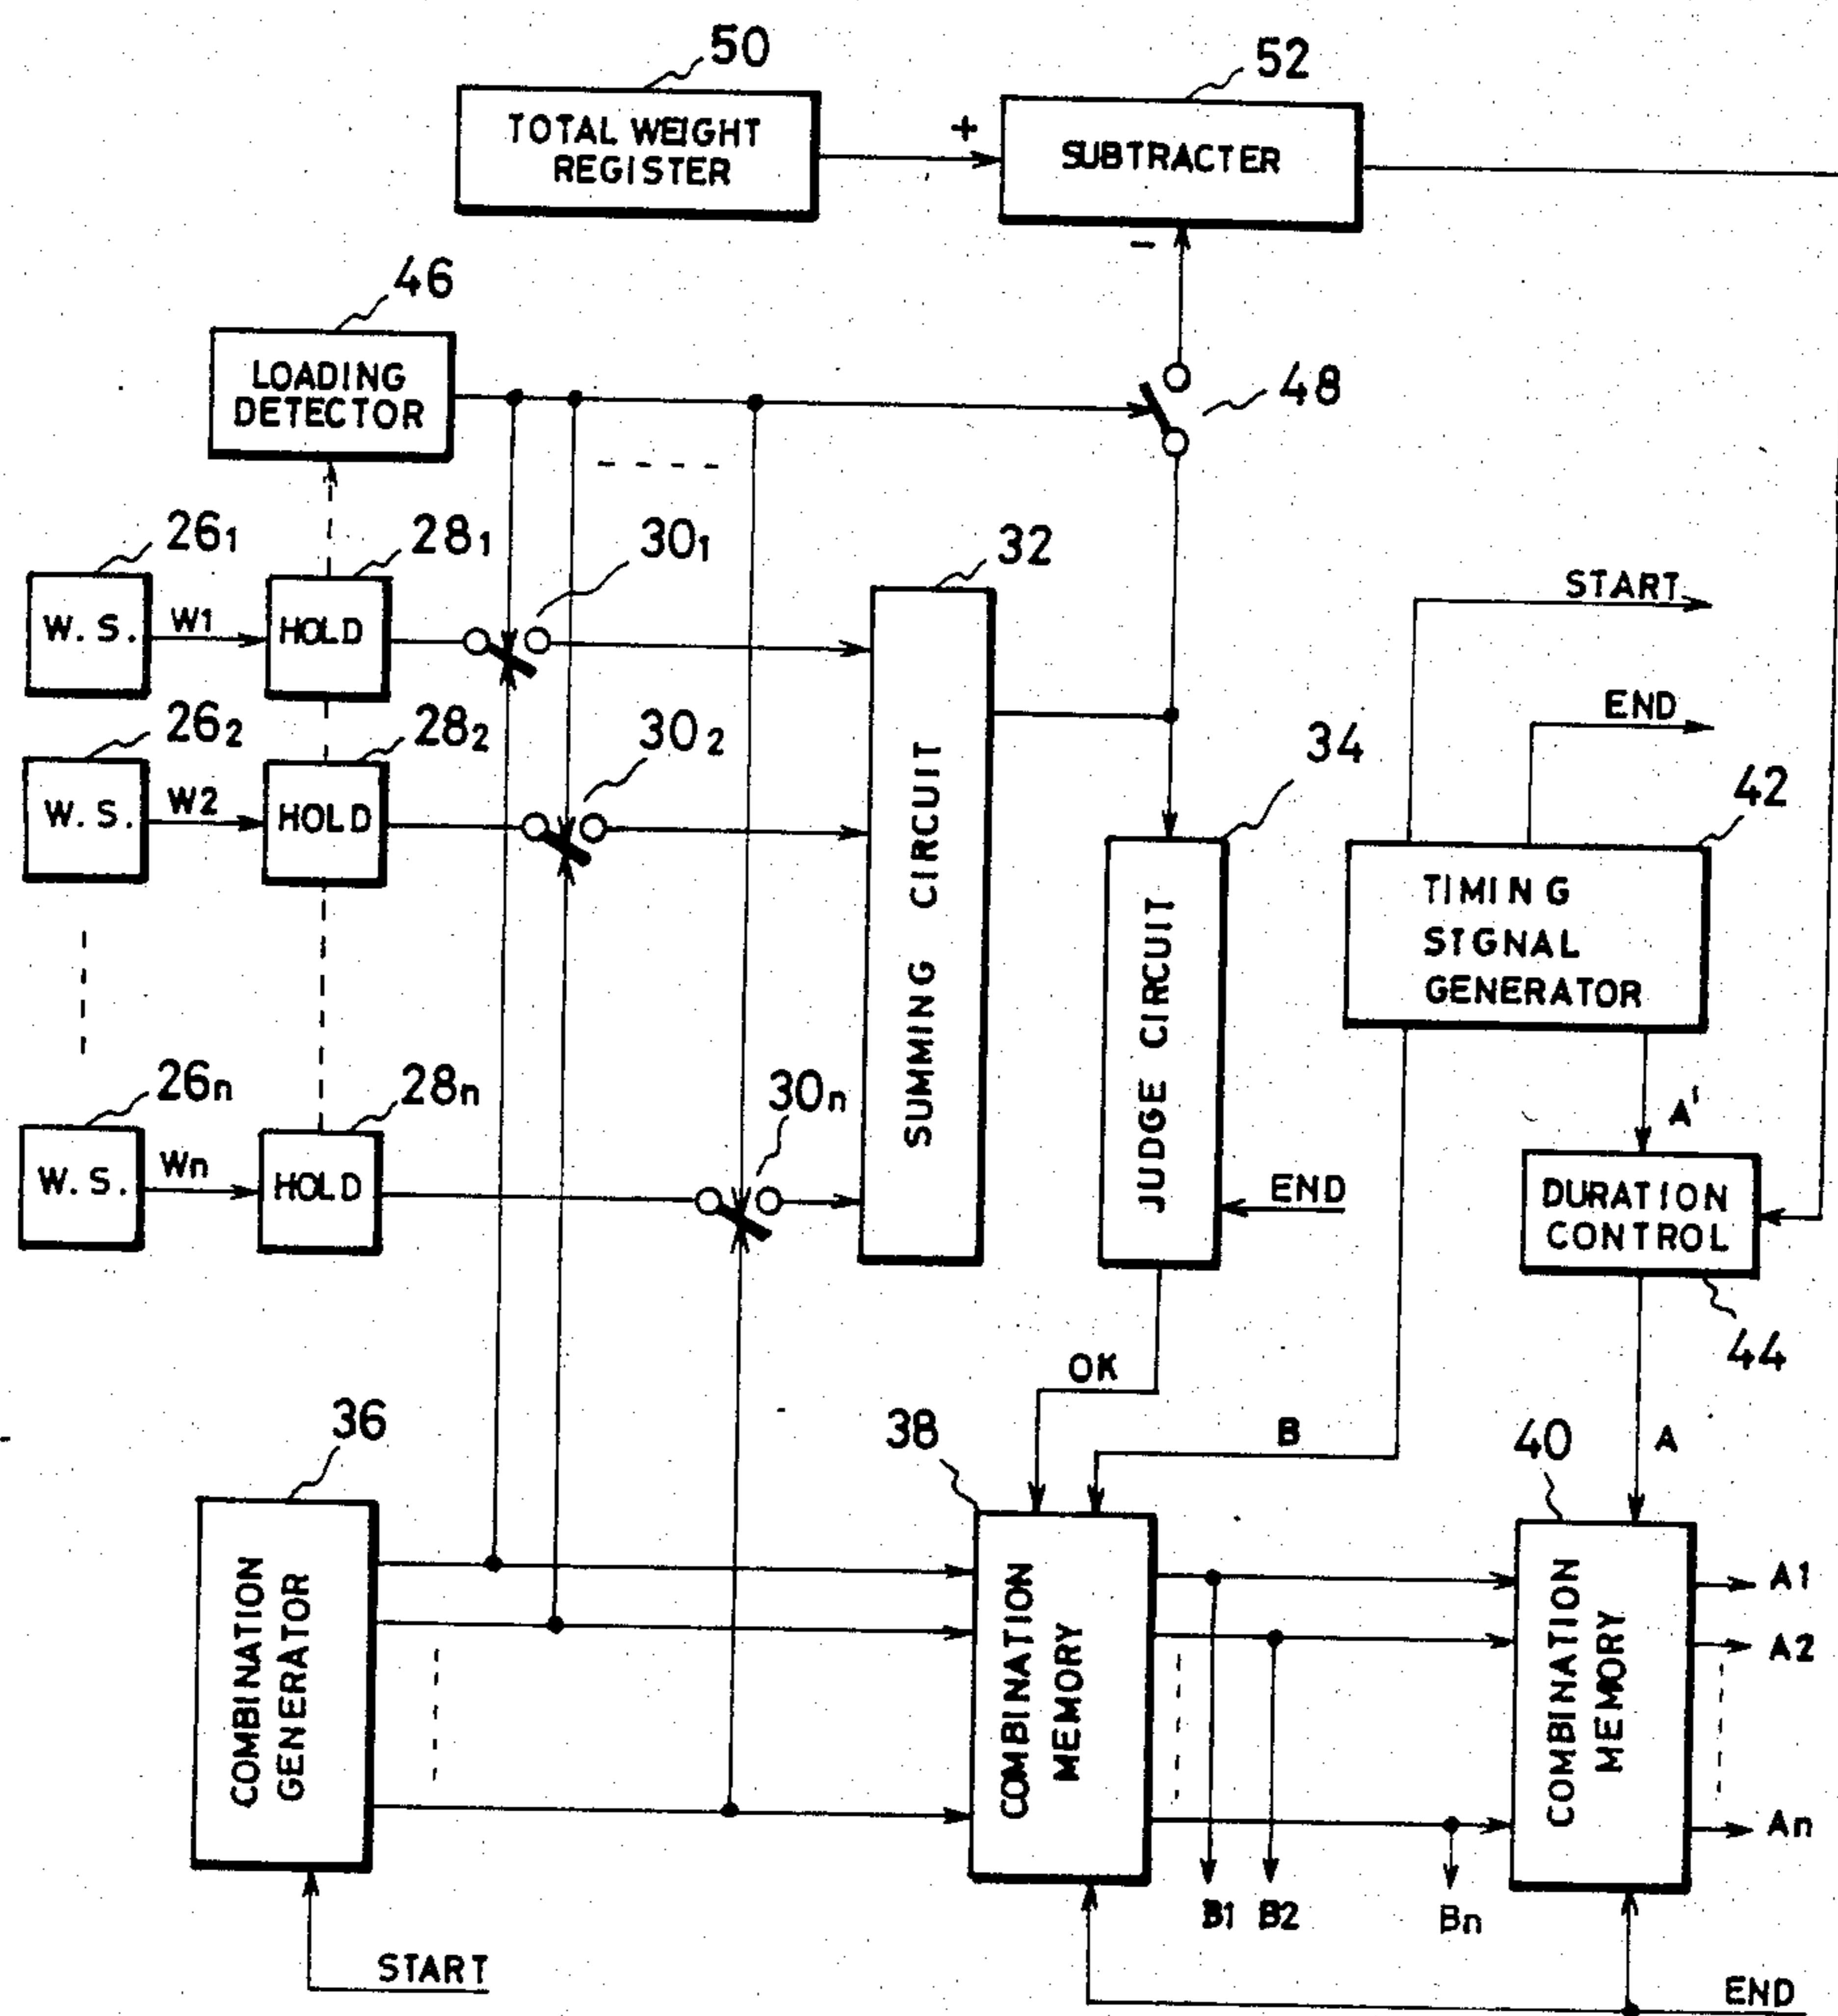 50
52
TOTAL WEIGHT
REGISTER
+
SUBTRACTER
-
46
LOADING
DETECTOR
48
26₁
28₁
30₁
32
W. S.
W1
HOLD
START
26₂
28₂
30₂
END
34
42
W. S.
W2
HOLD
SUMMING CIRCUIT
JUDGE CIRCUIT
TIMING
SIGNAL
GENERATOR
26n
28n
30n
A'
W. S.
Wn
HOLD
END
DURATION
CONTROL
44
OK
36
38
B
40
A
COMBINATION
GENERATOR
COMBINATION
MEMORY
COMBINATION
MEMORY
A1
A2
An
B1
B2
Bn
START
END